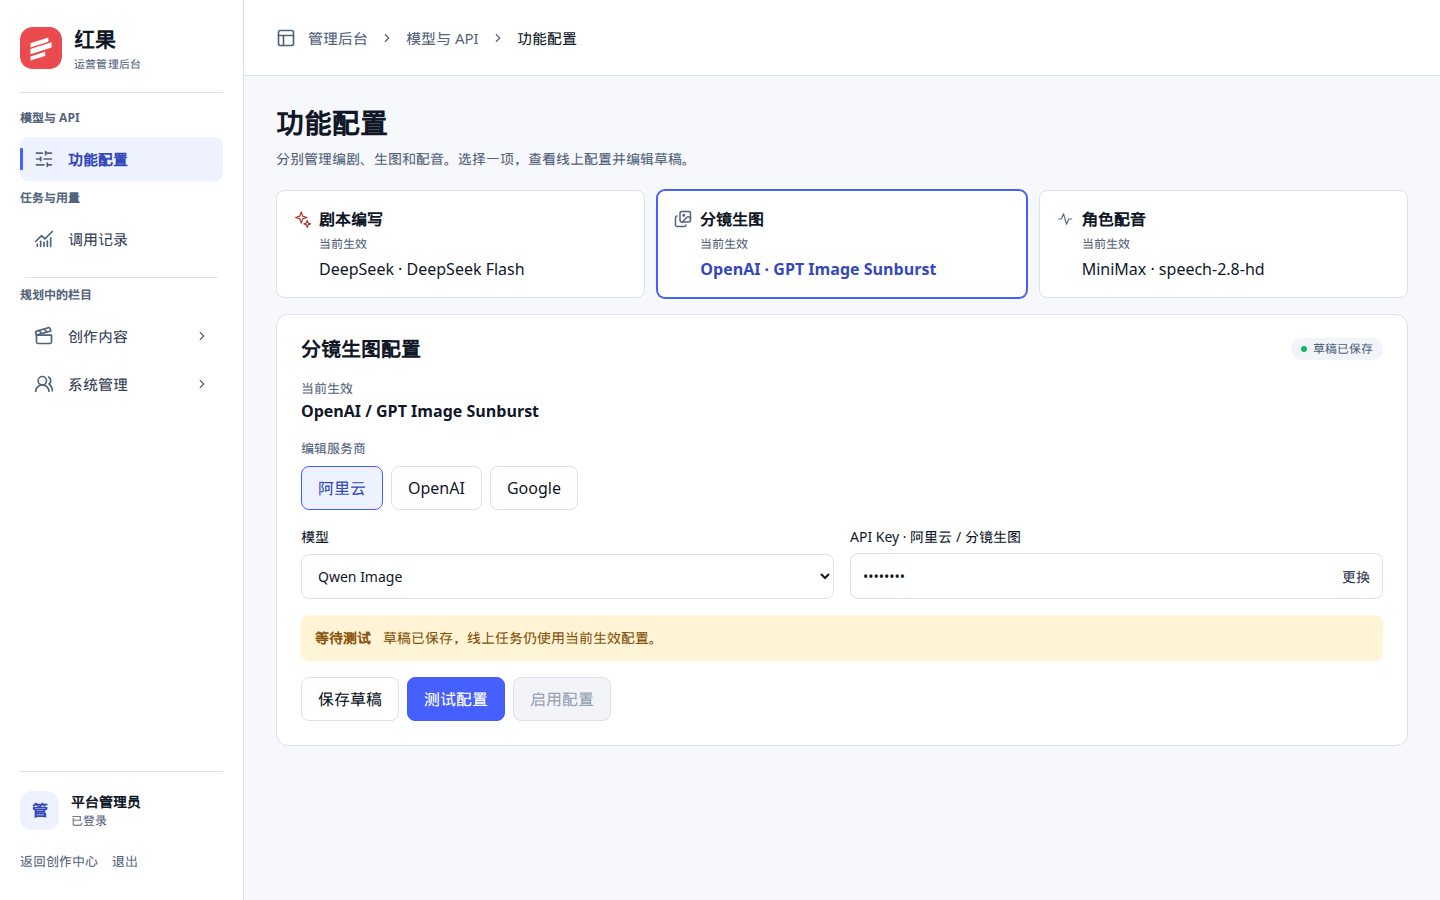 红果
运营管理后台
模型与 API
功能配置
任务与用量
调用记录
规划中的栏目
创作内容
系统管理
管
平台管理员
已登录
返回创作中心 退出
管理后台 > 模型与 API > 功能配置
功能配置
分别管理编剧、生图和配音。选择一项，查看线上配置并编辑草稿。
剧本编写
当前生效
DeepSeek · DeepSeek Flash
分镜生图
当前生效
OpenAI · GPT Image Sunburst
角色配音
当前生效
MiniMax · speech-2.8-hd
分镜生图配置
草稿已保存
当前生效
OpenAI / GPT Image Sunburst
编辑服务商
阿里云 OpenAI Google
模型
Qwen Image
API Key · 阿里云 / 分镜生图
•••••••• 更换
等待测试 草稿已保存，线上任务仍使用当前生效配置。
保存草稿 测试配置 启用配置